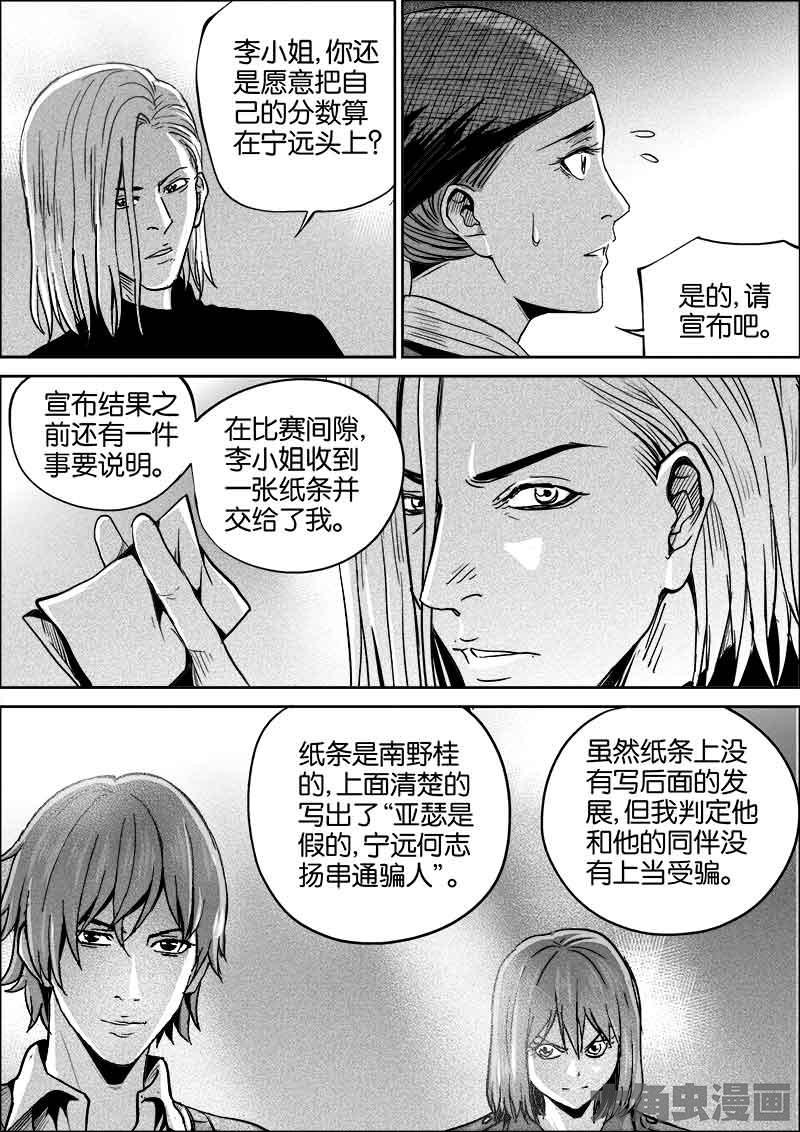 李小姐，你还
是愿意把自
己的分数算
在宁远头上？
是的，请
宣布吧。
宣布结果之
前还有一件
事要说明。
在比赛间隙，
李小姐收到
一张纸条并
交给了我。
纸条是南野桂
的，上面清楚的
写出了“亚瑟是
假的，宁远何志
扬串通骗人”。
虽然纸条上没
有写后面的发
展，但我判定他
和他的同伴没
有上当受骗。
角虫漫画